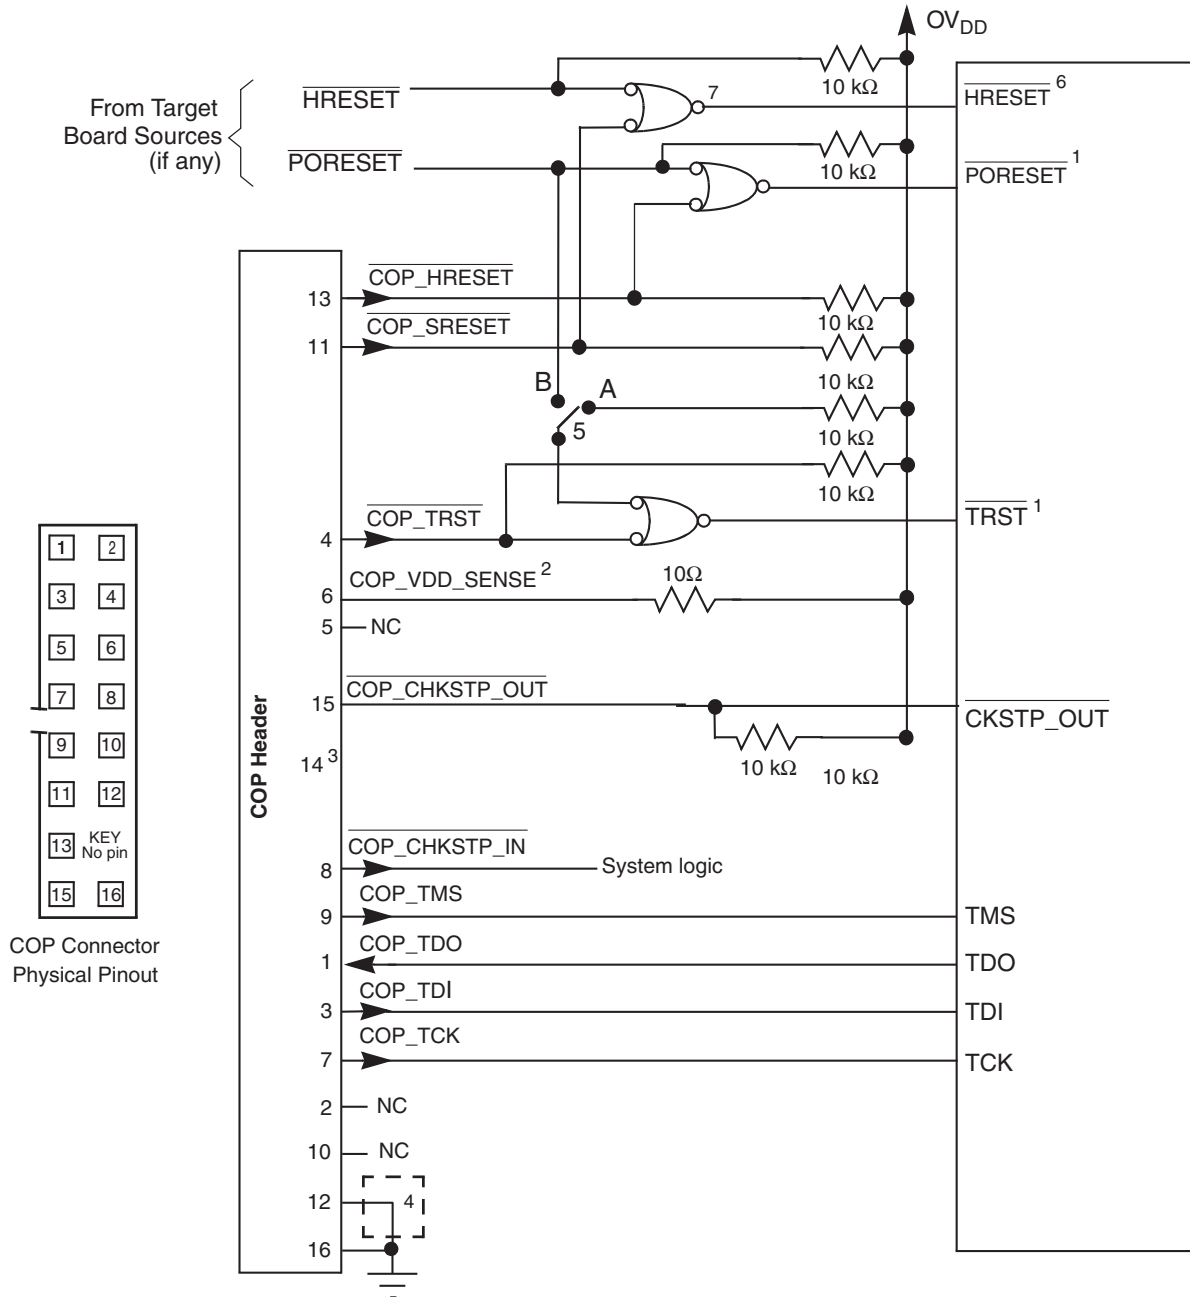 OVDD
10 kΩ
From Target
Board Sources
(if any)
HRESET
7
HRESET 6
PORESET
10 kΩ
PORESET 1
13
COP_HRESET
10 kΩ
11
COP_SRESET
10 kΩ
B
A
5
10 kΩ
10 kΩ
4
COP_TRST
TRST 1
6
COP_VDD_SENSE 2
10Ω
5
NC
15
COP_CHKSTP_OUT
CKSTP_OUT
10 kΩ
10 kΩ
14 3
COP Header
8
COP_CHKSTP_IN
System logic
9
COP_TMS
TMS
1
COP_TDO
TDO
3
COP_TDI
TDI
7
COP_TCK
TCK
2
NC
10
NC
12
4
16
1 2
3 4
5 6
7 8
9 10
11 12
13 KEY
No pin
15 16
COP Connector
Physical Pinout